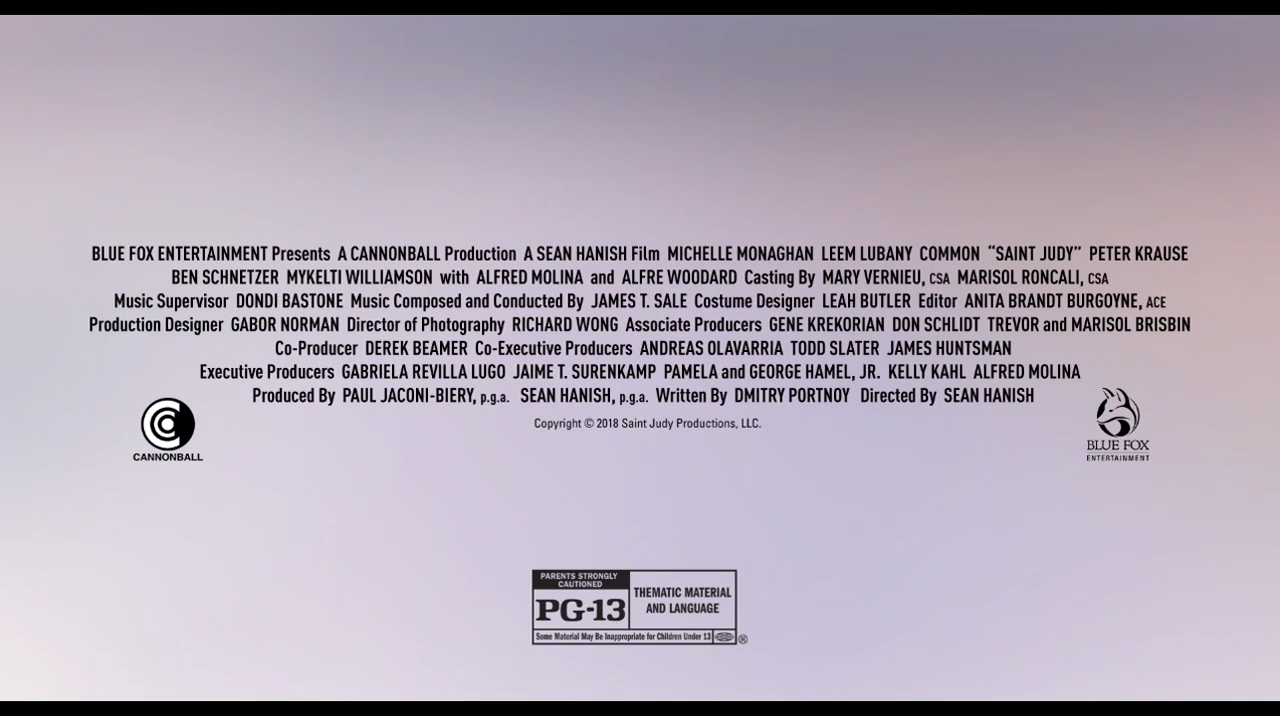 BLUE FOX ENTERTAINMENT Presents A CANNONBALL Production A SEAN HANISH Film MICHELLE MONAGHAN LEEM LUBANY COMMON “SAINT JUDY” PETER KRAUSE
BEN SCHNETZER MYKELTI WILLIAMSON with ALFRED MOLINA and ALFRE WOODARD Casting By MARY VERNIEU, CSA MARISOL RONCALI, CSA
Music Supervisor DONDI BASTONE Music Composed and Conducted By JAMES T. SALE Costume Designer LEAH BUTLER Editor ANITA BRANDT BURGOYNE, ACE
Production Designer GABOR NORMAN Director of Photography RICHARD WONG Associate Producers GENE KREKORIAN DON SCHLIDT TREVOR and MARISOL BRISBIN
Co-Producer DEREK BEAMER Co-Executive Producers ANDREAS OLAVARRIA TODD SLATER JAMES HUNTSMAN
Executive Producers GABRIELA REVILLA LUGO JAIME T. SURENKAMP PAMELA and GEORGE HAMEL, JR. KELLY KAHL ALFRED MOLINA
Produced By PAUL JACONI-BIERY, p.g.a. SEAN HANISH, p.g.a. Written By DMITRY PORTNOY Directed By SEAN HANISH
Copyright © 2018 Saint Judy Productions, LLC.
CANNONBALL
BLUE FOX
ENTERTAINMENT
PARENTS STRONGLY
CAUTIONED
PG-13
THEMATIC MATERIAL
AND LANGUAGE
Some Material May Be Inappropriate for Children Under 13
®